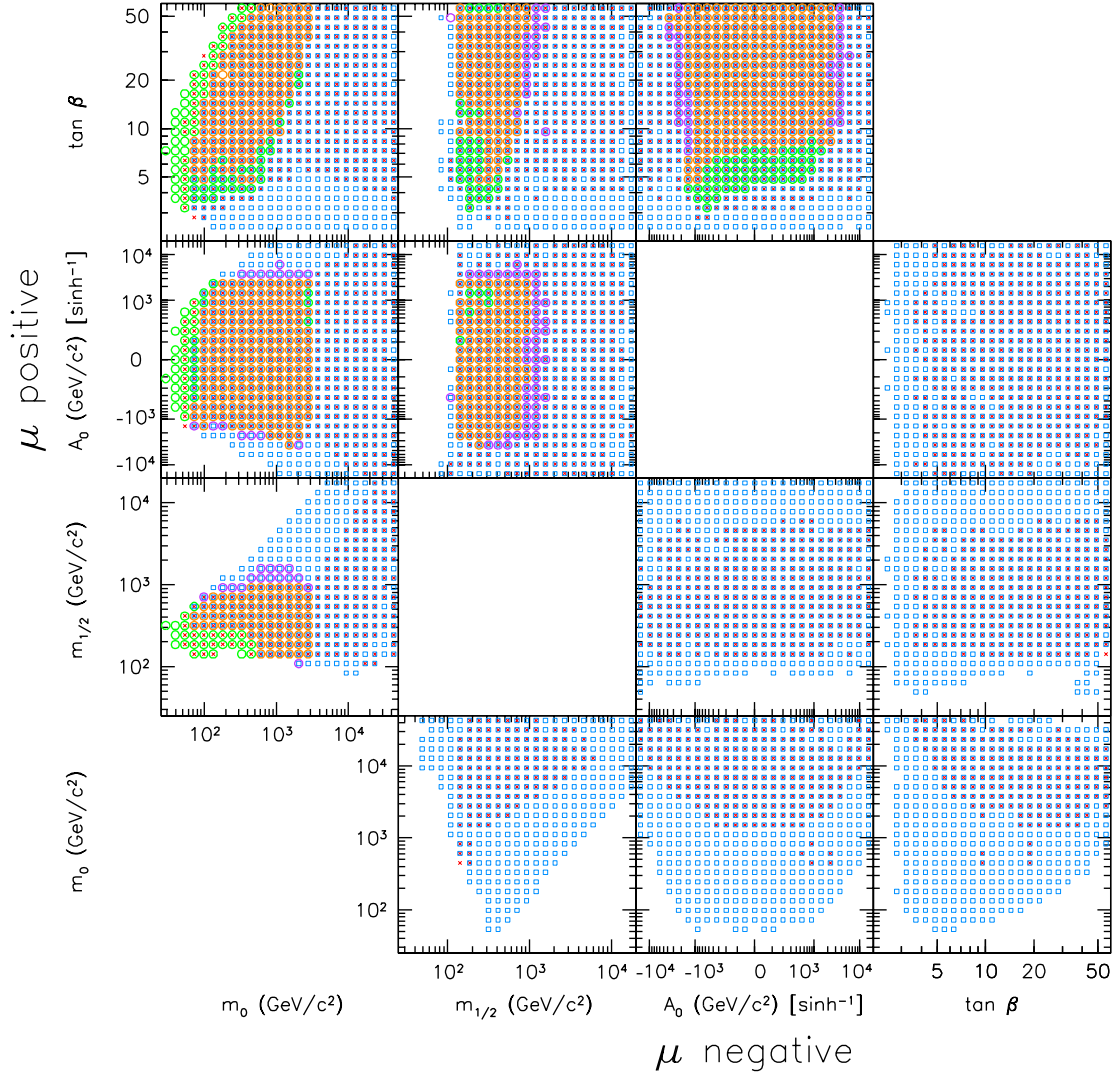 50
20
10
5
tan β
10⁴
10³
0
-10³
-10⁴
A₀ (GeV/c²) [sinh⁻¹]
μ positive
10⁴
10³
10²
m₁/₂ (GeV/c²)
10² 10³ 10⁴
10⁴
10³
10²
m₀ (GeV/c²)
10² 10³ 10⁴ -10⁴ -10³ 0 10³ 10⁴ 5 10 20 50
m₀ (GeV/c²) m₁/₂ (GeV/c²) A₀ (GeV/c²) [sinh⁻¹] tan β
μ negative